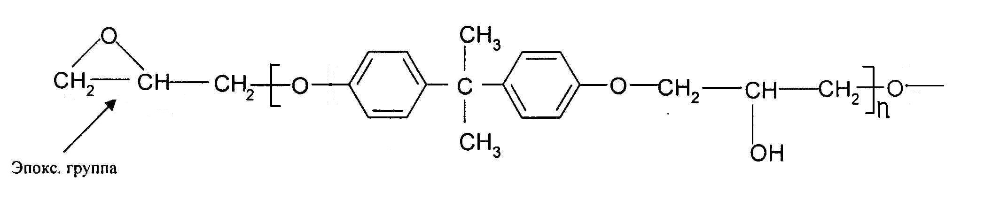 O
CH3
CH2 CH CH2 [ O C O CH2 CH CH2 ]n O
CH3
OH
Эпокс. группа